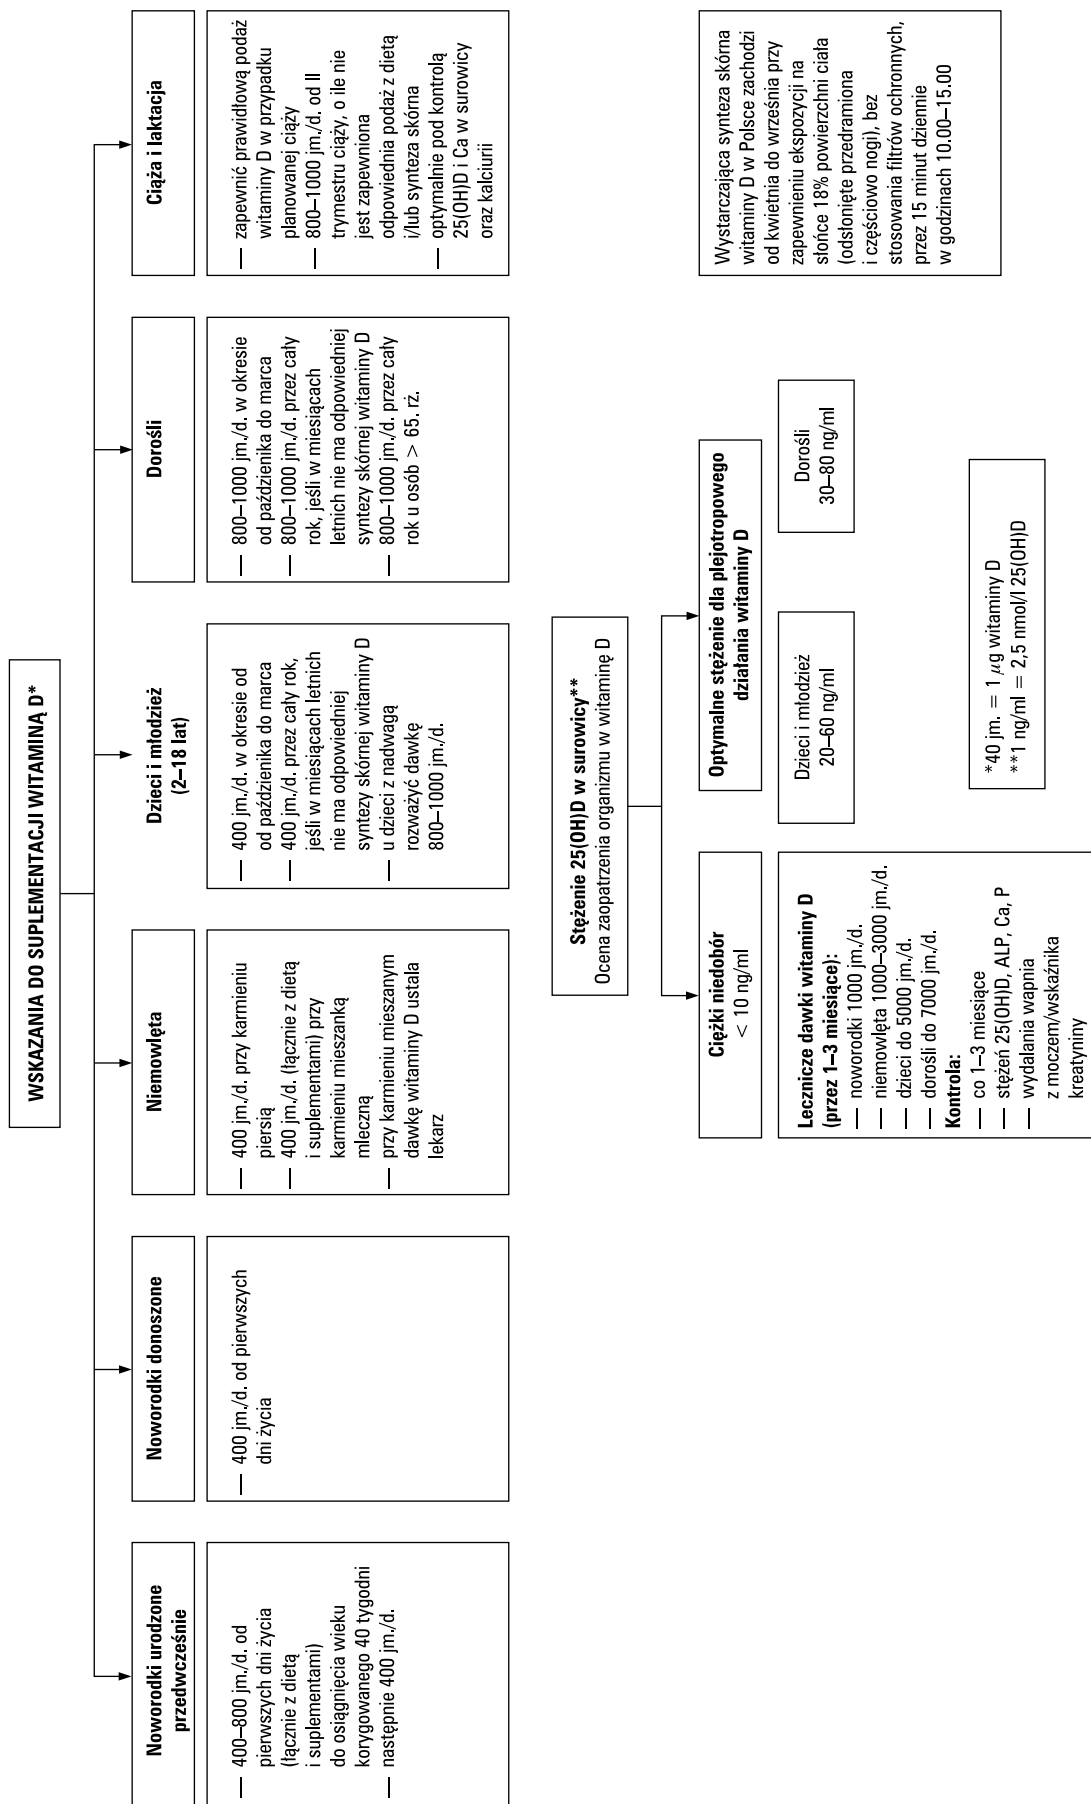 WSKAZANIA DO SUPLEMENTACJI WITAMINĄ D*
Noworodki urodzone
przedwcześnie
— 400–800 jm./d. od
pierwszych dni życia
(łącznie z dietą
i suplementami)
do osiągnięcia wieku
korygowanego 40 tygodni
— następnie 400 jm./d.
Noworodki donoszone
— 400 jm./d. od pierwszych
dni życia
Niemowlęta
— 400 jm./d. przy karmieniu
piersią
— 400 jm./d. (łącznie z dietą
i suplementami) przy
karmieniu mieszanką
mleczną
— przy karmieniu mieszanym
dawkę witaminy D ustala
lekarz
Dzieci i młodzież
(2–18 lat)
— 400 jm./d. w okresie od
od października do marca
— 400 jm./d. przez cały rok,
jeśli w miesiącach letnich
nie ma odpowiedniej
syntezy skórnej witaminy D
— u dzieci z nadwagą
rozważyć dawkę
800–1000 jm./d.
Dorośli
— 800–1000 jm./d. w okresie
od października do marca
— 800–1000 jm./d. przez cały
rok, jeśli w miesiącach
letnich nie ma odpowiedniej
syntezy skórnej witaminy D
— 800–1000 jm./d. przez cały
rok u osób > 65. rż.
Ciąża i laktacja
— zapewnić prawidłową podaż
witaminy D w przypadku
planowanej ciąży
— 800–1000 jm./d. od II
trymestru ciąży, o ile nie
jest zapewniona
odpowiednia podaż z dietą
i/lub synteza skórna
— optymalnie pod kontrolą
25(OH)D i Ca w surowicy
oraz kalciurii
Stężenie 25(OH)D w surowicy**
Ocena zaopatrzenia organizmu w witaminę D
Ciężki niedobór
< 10 ng/ml
Lecznicze dawki witaminy D
(przez 1–3 miesiące):
— noworodki 1000 jm./d.
— niemowlęta 1000–3000 jm./d.
— dzieci do 5000 jm./d.
— dorośli do 7000 jm./d.
Kontrola:
— co 1–3 miesiące
— stężeń 25(OH)D, ALP, Ca, P
— wydalania wapnia
z moczem/wskaźnika
kreatyniny
Optymalne stężenie dla plejotropowego
działania witaminy D
Dzieci i młodzież
20–60 ng/ml
Dorośli
30–80 ng/ml
*40 jm. = 1 µg witaminy D
**1 ng/ml = 2,5 nmol/l 25(OH)D
Wystarczająca synteza skórna
witaminy D w Polsce zachodzi
od kwietnia do września przy
zapewnieniu ekspozycji na
słońce 18% powierzchni ciała
(odsłonięte przedramiona
i częściowo nogi), bez
stosowania filtrów ochronnych,
przez 15 minut dziennie
w godzinach 10.00–15.00